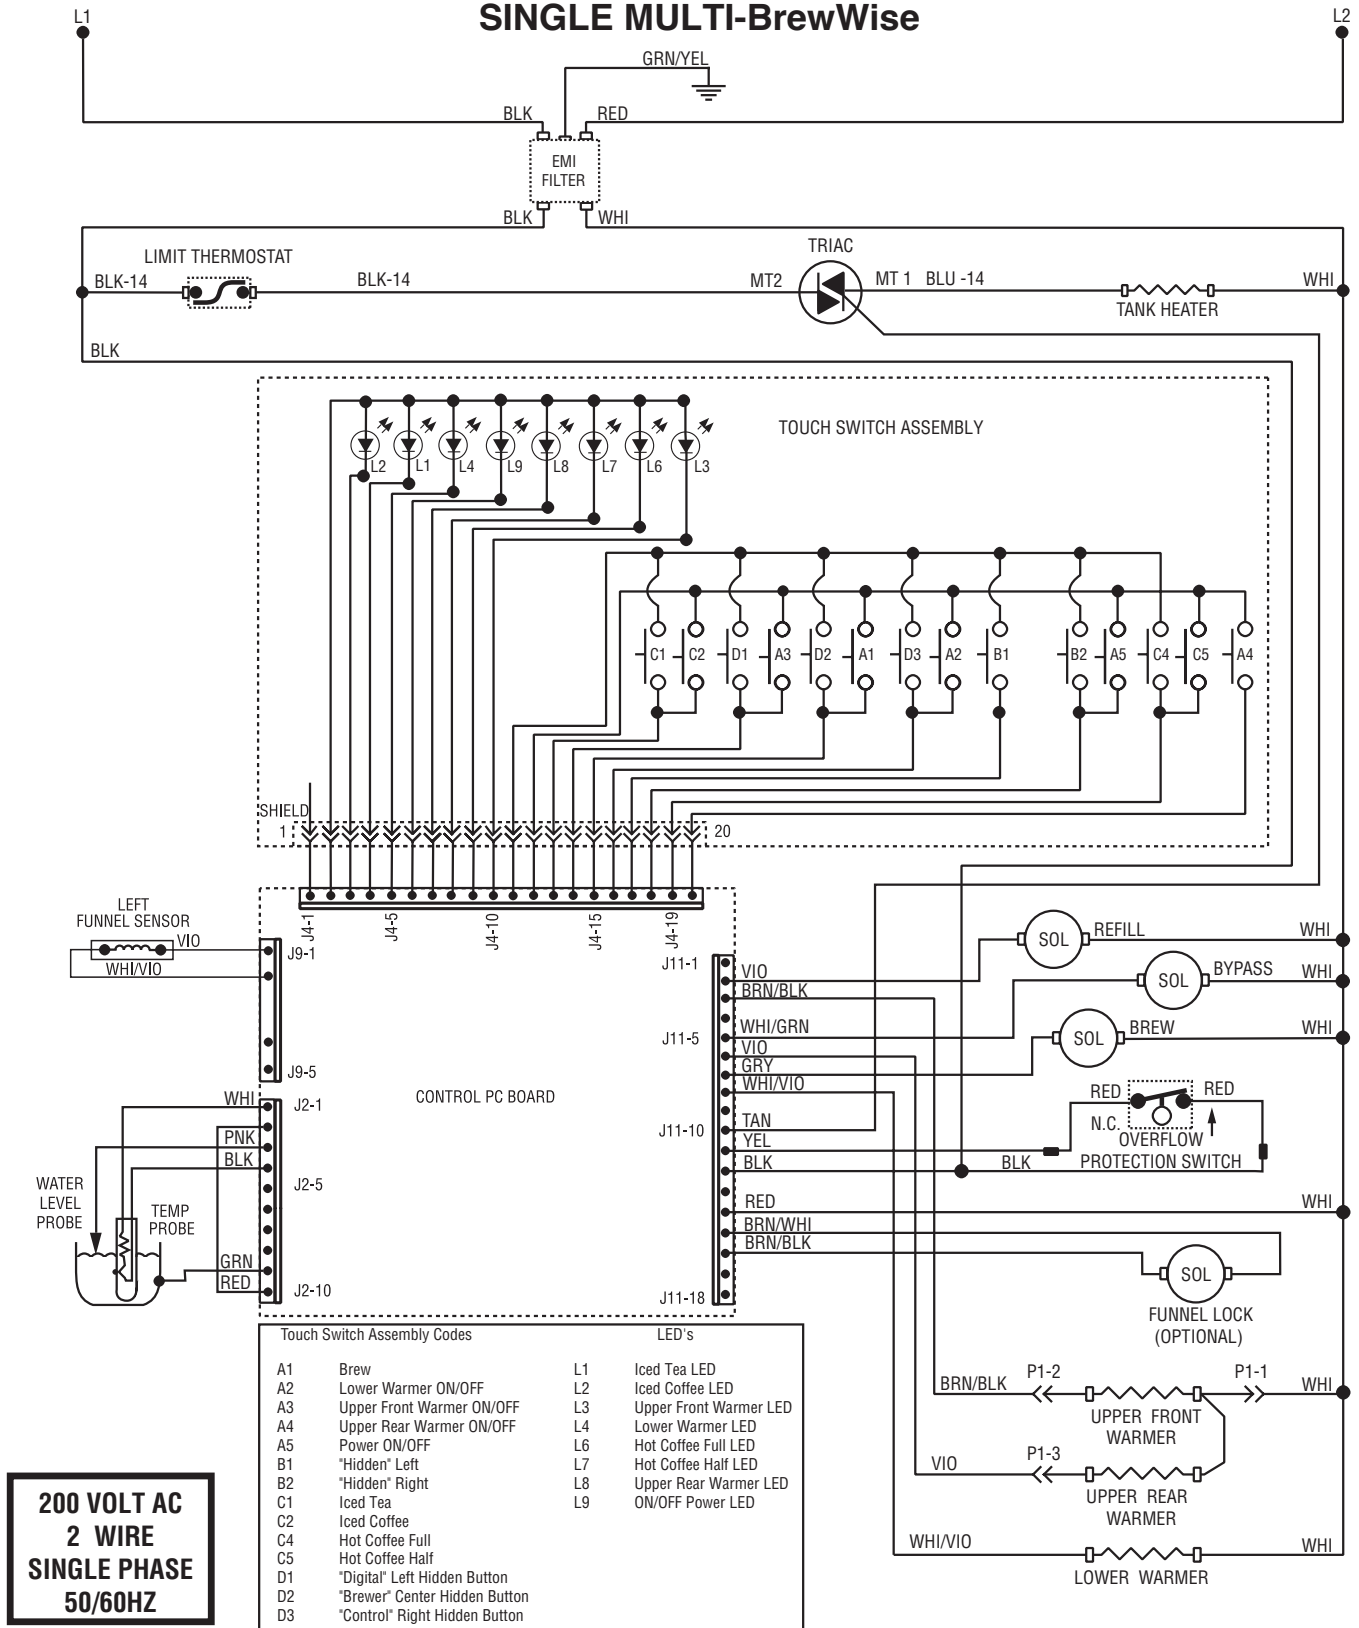 SINGLE MULTI-BrewWise
L1
L2
GRN/YEL
BLK
RED
EMI
FILTER
BLK
WHI
LIMIT THERMOSTAT
TRIAC
BLK-14
BLK-14
MT2
MT 1
BLU -14
WHI
TANK HEATER
BLK
TOUCH SWITCH ASSEMBLY
L2
L1
L4
L9
L8
L7
L6
L3
C1
C2
D1
A3
D2
A1
D3
A2
B1
B2
A5
C4
C5
A4
SHIELD
1
20
J4-1
J4-5
J4-10
J4-15
J4-19
LEFT
FUNNEL SENSOR
VIO
WHI/VIO
J9-1
J9-5
WHI
J2-1
PNK
BLK
J2-5
WATER
LEVEL
PROBE
TEMP
PROBE
GRN
RED
J2-10
CONTROL PC BOARD
J11-1
VIO
BRN/BLK
WHI/GRN
J11-5
VIO
GRY
WHI/VIO
J11-10
TAN
YEL
BLK
RED
BRN/WHI
BRN/BLK
J11-18
SOL
REFILL
WHI
SOL
BYPASS
WHI
SOL
BREW
WHI
RED
RED
N.C.
OVERFLOW
PROTECTION SWITCH
BLK
WHI
SOL
FUNNEL LOCK
(OPTIONAL)
BRN/BLK
P1-2
P1-1
WHI
UPPER FRONT
WARMER
VIO
P1-3
UPPER REAR
WARMER
WHI/VIO
WHI
LOWER WARMER
Touch Switch Assembly Codes
A1 Brew
A2 Lower Warmer ON/OFF
A3 Upper Front Warmer ON/OFF
A4 Upper Rear Warmer ON/OFF
A5 Power ON/OFF
B1 "Hidden" Left
B2 "Hidden" Right
C1 Iced Tea
C2 Iced Coffee
C4 Hot Coffee Full
C5 Hot Coffee Half
D1 "Digital" Left Hidden Button
D2 "Brewer" Center Hidden Button
D3 "Control" Right Hidden Button
LED's
L1 Iced Tea LED
L2 Iced Coffee LED
L3 Upper Front Warmer LED
L4 Lower Warmer LED
L6 Hot Coffee Full LED
L7 Hot Coffee Half LED
L8 Upper Rear Warmer LED
L9 ON/OFF Power LED
200 VOLT AC
2 WIRE
SINGLE PHASE
50/60HZ